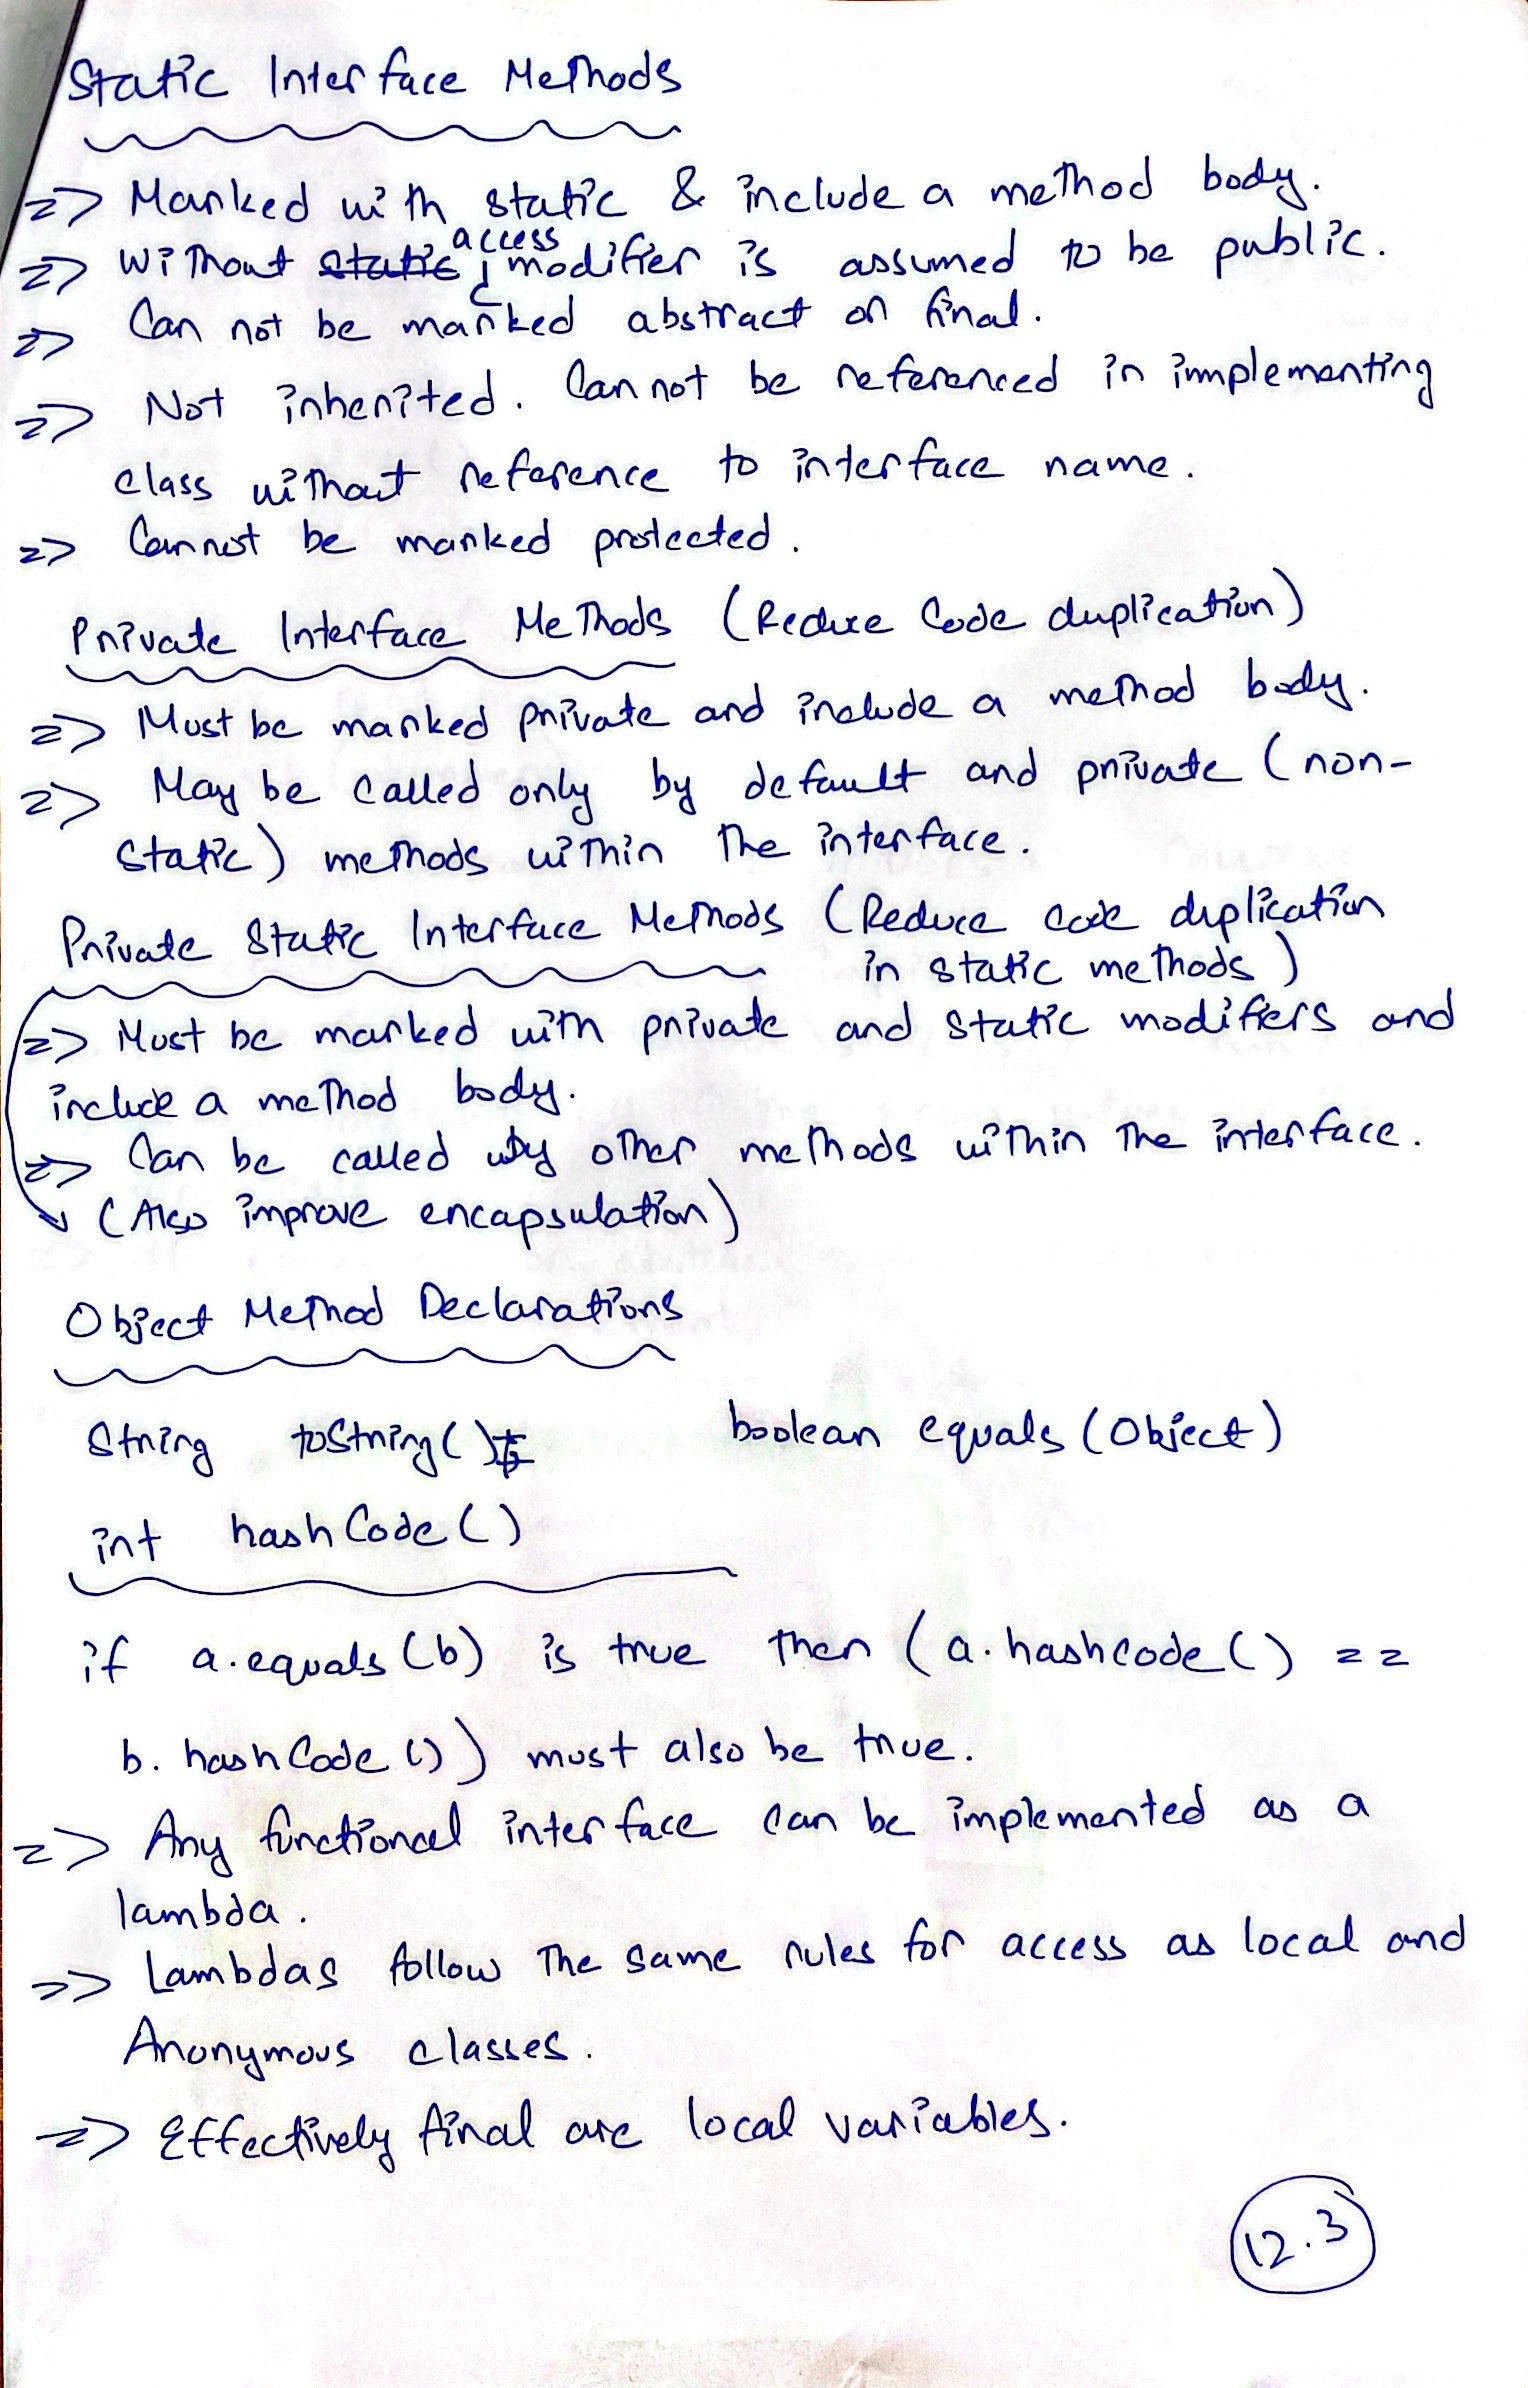 Static Interface Methods
=> Marked with static & include a method body.
=> Without static access modifier is assumed to be public.
=> Can not be marked abstract or final.
=> Not inherited. Cannot be referenced in implementing
class without reference to interface name.
=> Cannot be marked protected.
Private Interface Methods (Reduce Code duplication)
=> Must be marked private and include a method body.
=> May be called only by default and private (non-
static) methods within the interface.
Private Static Interface Methods (Reduce code duplication
in static methods)
=> Must be marked with private and static modifiers and
include a method body.
=> Can be called by other methods within the interface.
(Also improve encapsulation)
Object Method Declarations
String toString() boolean equals(Object)
int hashCode()
if a.equals(b) is true then (a.hashcode() ==
b.hashCode()) must also be true.
=> Any functional interface can be implemented as a
lambda.
=> Lambdas follow the same rules for access as local and
Anonymous classes.
=> Effectively final are local variables.
12.3